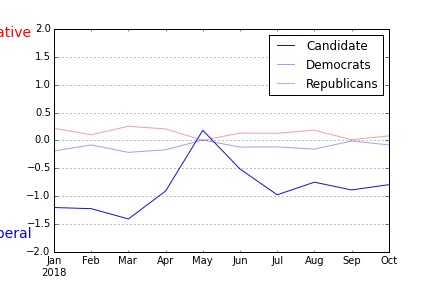 2.0
ative
1.5
1.0
0.5
0.0
−0.5
−1.0
−1.5
beral
−2.0
Candidate
Democrats
Republicans
Jan Feb Mar Apr May Jun Jul Aug Sep Oct
2018